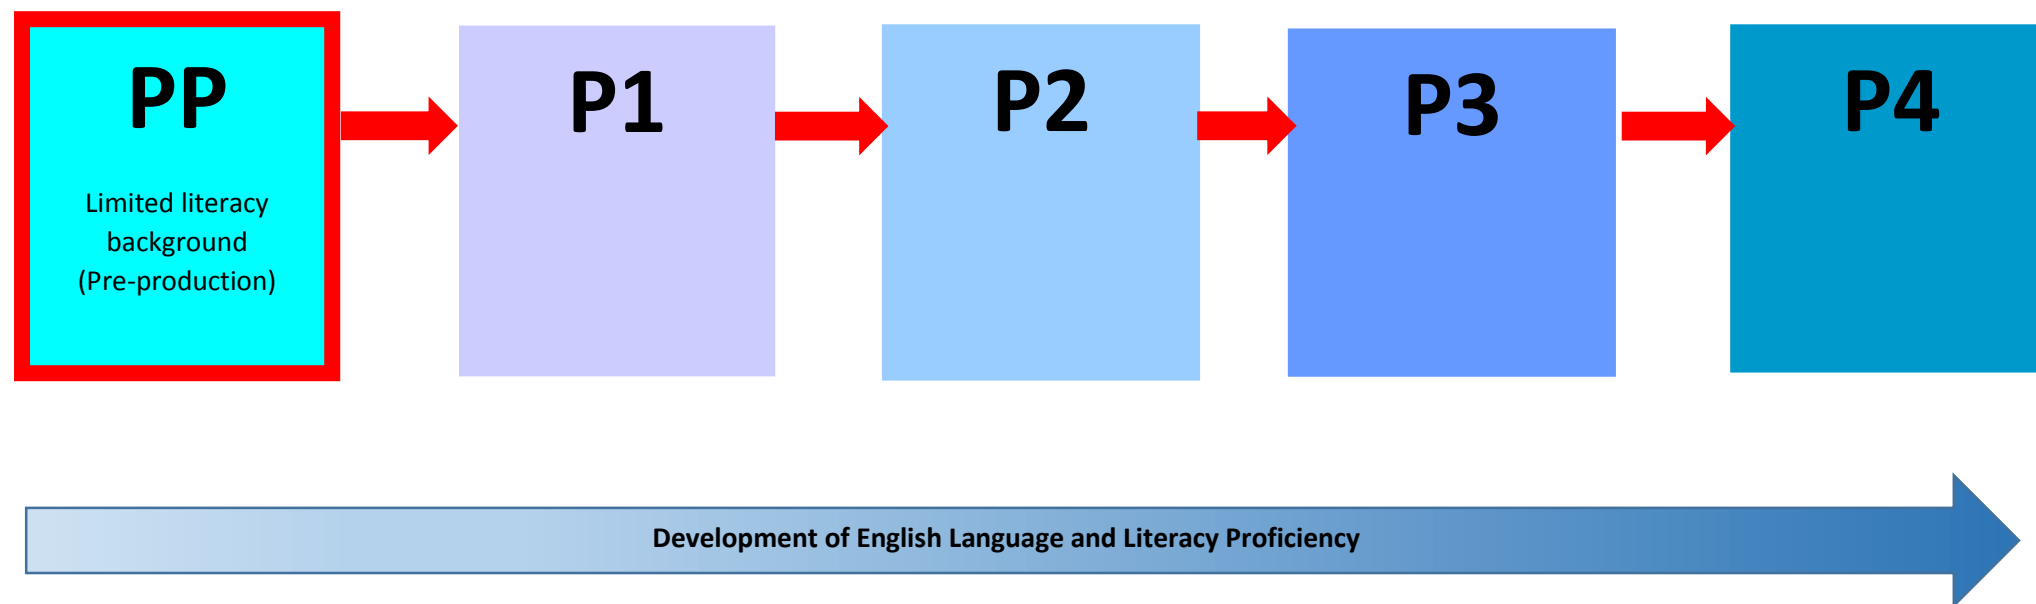 PP
Limited literacy
background
(Pre-production)
P1
P2
P3
P4
Development of English Language and Literacy Proficiency